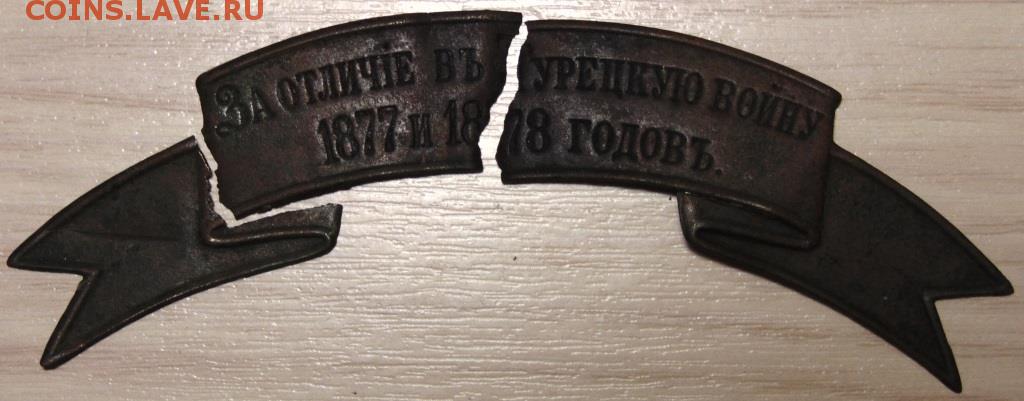 COINS.LAVE.RU
ЗА ОТЛИЧІЕ ВЪ ТУРЕЦКУЮ ВОЙНУ
1877 И 1878 ГОДОВЪ.